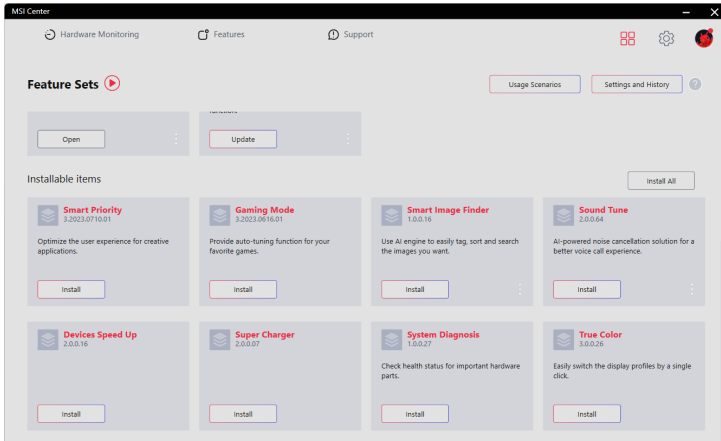 MSI Center
Hardware Monitoring
Features
Support
Feature Sets
Usage Scenarios
Settings and History
?
Open
Update
Installable items
Install All
Smart Priority
3.2023.0710.01
Optimize the user experience for creative
applications.
Install
Gaming Mode
3.2023.0616.01
Provide auto-tuning function for your
favorite games.
Install
Smart Image Finder
1.0.0.16
Use AI engine to easily tag, sort and search
the images you want.
Install
Sound Tune
2.0.0.64
AI-powered noise cancellation solution for a
better voice call experience.
Install
Devices Speed Up
2.0.0.16
Install
Super Charger
2.0.0.07
Install
System Diagnosis
1.0.0.27
Check health status for important hardware
parts.
Install
True Color
3.0.0.26
Easily switch the display profiles by a single
click.
Install